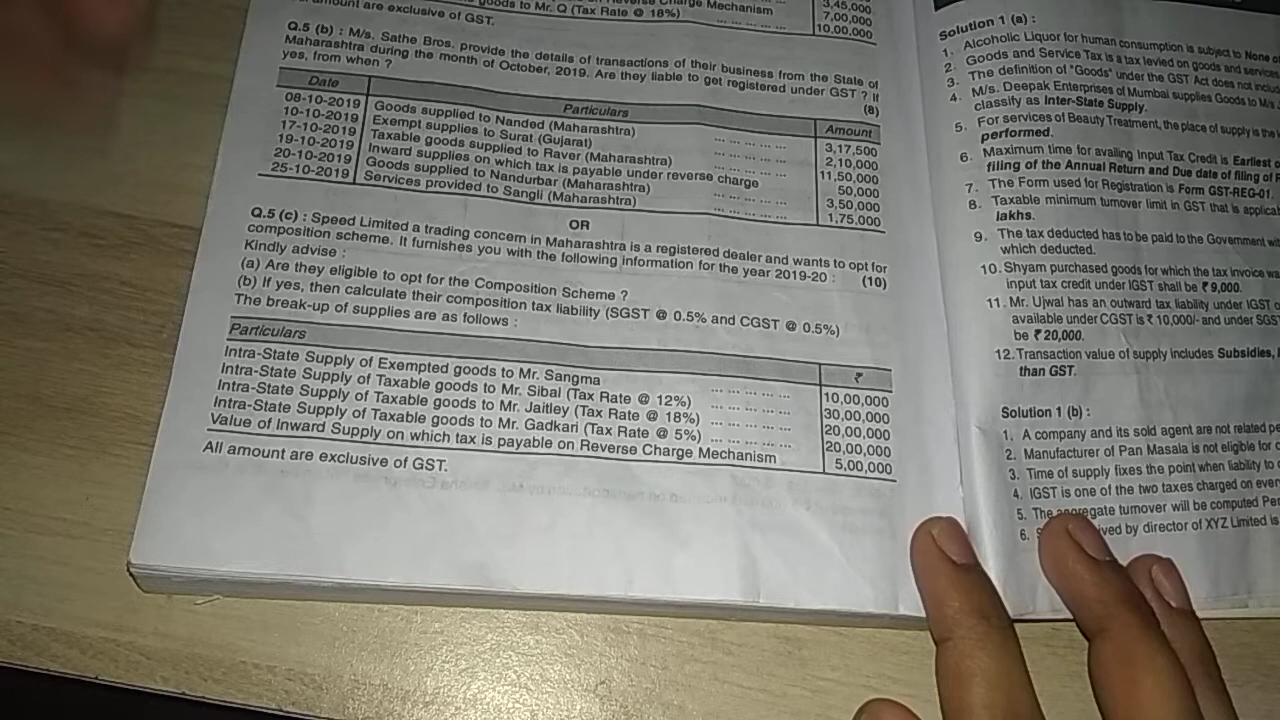 Charge Mechanism
goods to Mr. Q (Tax Rate @ 18%) ... ... ... ... ...
3,45,000
7,00,000
10,00,000
amount are exclusive of GST.
Q.5 (b) : M/s. Sathe Bros. provide the details of transactions of their business from the State of
Maharashtra during the month of October, 2019. Are they liable to get registered under GST ? If
yes, from when ? (8)
Date Particulars Amount
08-10-2019 Goods supplied to Nanded (Maharashtra) ... ... ... ... ... 3,17,500
10-10-2019 Exempt supplies to Surat (Gujarat) ... ... ... ... ... 2,10,000
17-10-2019 Taxable goods supplied to Raver (Maharashtra) ... ... ... ... ... 11,50,000
19-10-2019 Inward supplies on which tax is payable under reverse charge 50,000
20-10-2019 Goods supplied to Nandurbar (Maharashtra) ... ... ... ... ... 3,50,000
25-10-2019 Services provided to Sangli (Maharashtra) ... ... ... ... ... 1,75,000
OR
Q.5 (c) : Speed Limited a trading concern in Maharashtra is a registered dealer and wants to opt for
composition scheme. It furnishes you with the following information for the year 2019-20 : (10)
Kindly advise :
(a) Are they eligible to opt for the Composition Scheme ?
(b) If yes, then calculate their composition tax liability (SGST @ 0.5% and CGST @ 0.5%)
The break-up of supplies are as follows :
Particulars ₹
Intra-State Supply of Exempted goods to Mr. Sangma ... ... ... ... ... 10,00,000
Intra-State Supply of Taxable goods to Mr. Sibal (Tax Rate @ 12%) ... ... ... ... ... 30,00,000
Intra-State Supply of Taxable goods to Mr. Jaitley (Tax Rate @ 18%) ... ... ... ... ... 20,00,000
Intra-State Supply of Taxable goods to Mr. Gadkari (Tax Rate @ 5%) ... ... ... ... ... 20,00,000
Value of Inward Supply on which tax is payable on Reverse Charge Mechanism 5,00,000
All amount are exclusive of GST.
Solution 1 (a) :
1. Alcoholic Liquor for human consumption is subject to None
2. Goods and Service Tax is a tax levied on goods and services
3. The definition of "Goods" under the GST Act does not
4. M/s. Deepak Enterprises of Mumbai supplies Goods to M/s.
classify as Inter-State Supply.
5. For services of Beauty Treatment, the place of supply is the
performed.
6. Maximum time for availing Input Tax Credit is Earliest
filing of the Annual Return and Due date of filing of
7. The Form used for Registration is Form GST-REG-01.
8. Taxable minimum turnover limit in GST that is
lakhs.
9. The tax deducted has to be paid to the Government
which deducted.
10. Shyam purchased goods for which the tax invoice
input tax credit under IGST shall be ₹ 9,000.
11. Mr. Ujwal has an outward tax liability under IGST
available under CGST is ₹ 10,000/- and under
be ₹ 20,000.
12. Transaction value of supply includes Subsidies,
than GST.
Solution 1 (b) :
1. A company and its sold agent are not related
2. Manufacturer of Pan Masala is not eligible for
3. Time of supply fixes the point when liability to
4. IGST is one of the two taxes charged on
5. The aggregate turnover will be computed
6. by director of XYZ Limited is